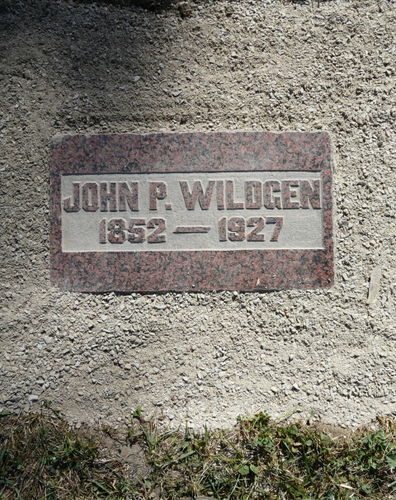 JOHN P. WILDGEN
1852 — 1927